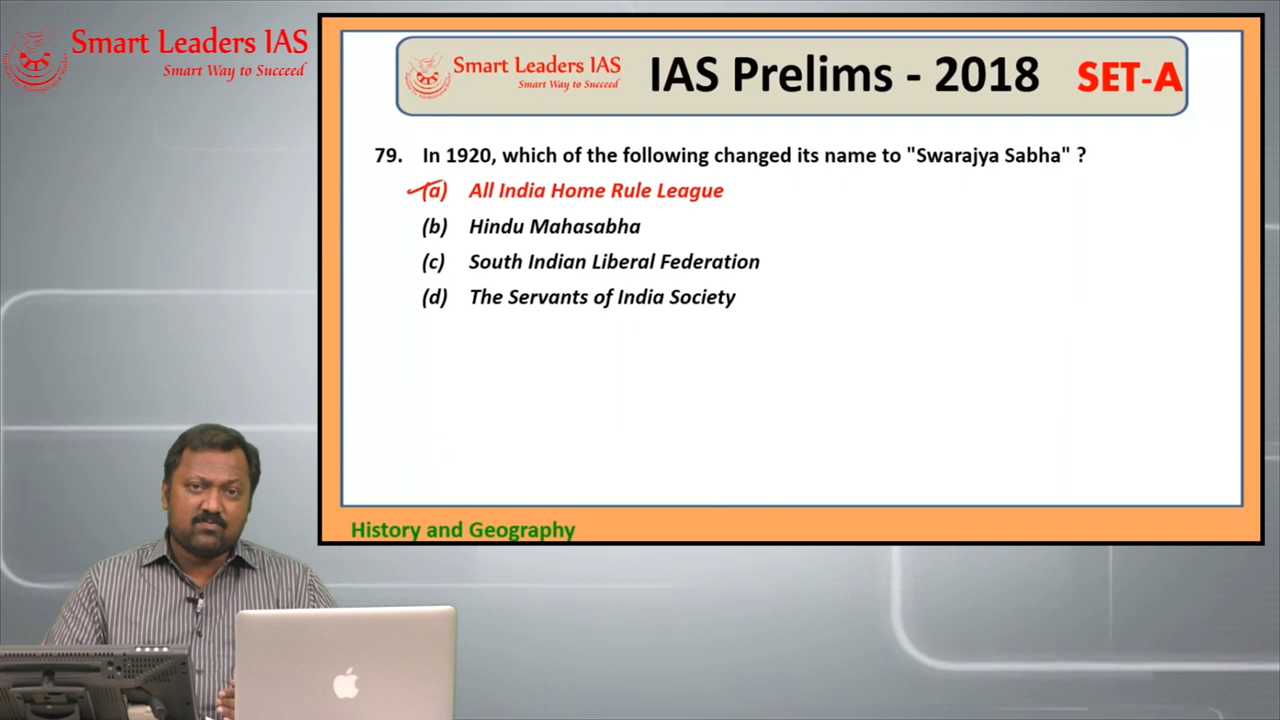 Smart Leaders IAS
Smart Way to Succeed
Smart Leaders IAS
Smart Way to Succeed
IAS Prelims - 2018 SET-A
79. In 1920, which of the following changed its name to "Swarajya Sabha" ?
(a) All India Home Rule League
(b) Hindu Mahasabha
(c) South Indian Liberal Federation
(d) The Servants of India Society
History and Geography